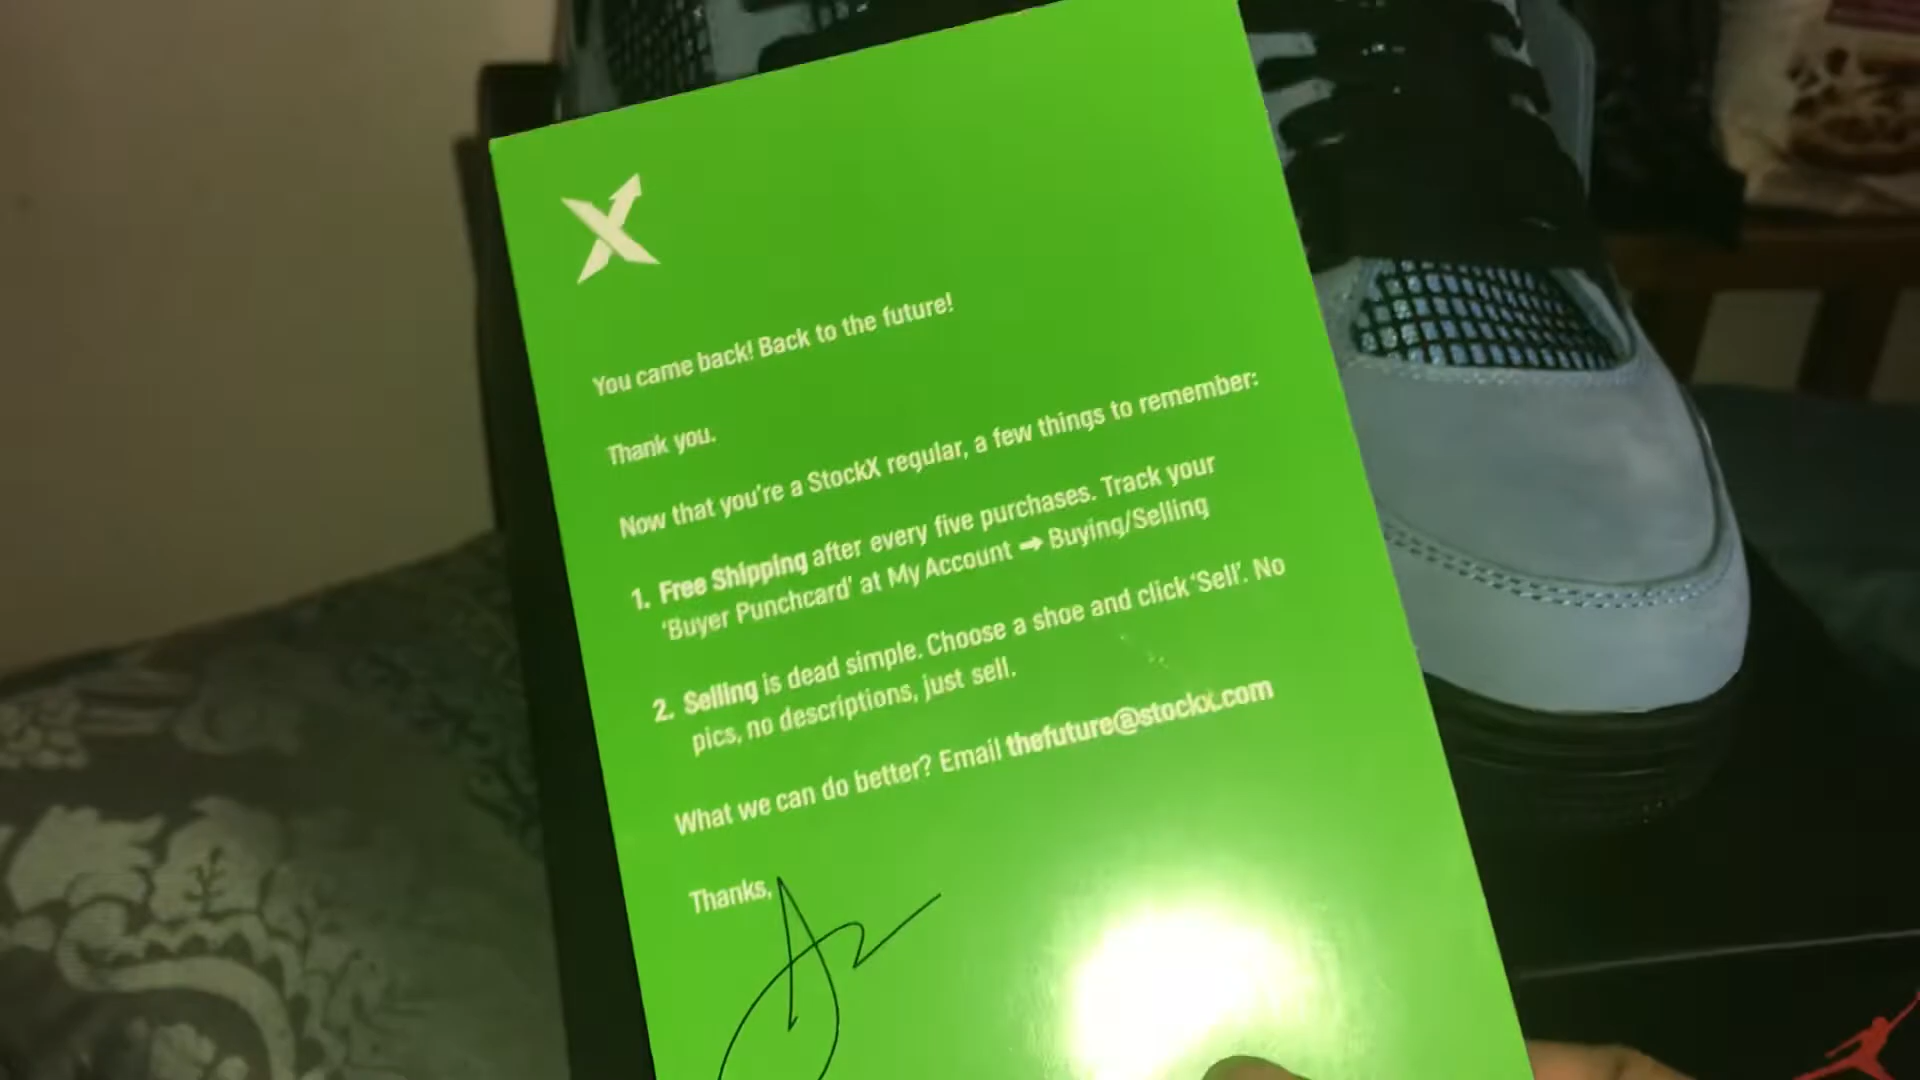 You came back! Back to the future!
Thank you.
Now that you're a StockX regular, a few things to remember:
1. Free Shipping after every five purchases. Track your
'Buyer Punchcard' at My Account ➡ Buying/Selling
2. Selling is dead simple. Choose a shoe and click 'Sell'. No
pics, no descriptions, just sell.
What we can do better? Email thefuture@stockx.com
Thanks,